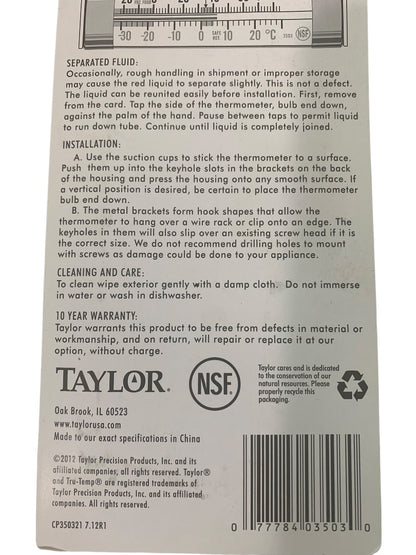 -30 -20 -10 0 SAFE REF 10 20 °C 3503 NSF
SEPARATED FLUID:
Occasionally, rough handling in shipment or improper storage
may cause the red liquid to separate slightly. This is not a defect.
The liquid can be reunited easily before installation. First, remove
from the card. Tap the side of the thermometer, bulb end down,
against the palm of the hand. Pause between taps to permit liquid
to run down tube. Continue until liquid is completely joined.
INSTALLATION:
A. Use the suction cups to stick the thermometer to a surface.
Push them up into the keyhole slots in the brackets on the back
of the housing and press the housing onto any smooth surface. If
a vertical position is desired, be certain to place the thermometer
bulb end down.
B. The metal brackets form hook shapes that allow the
thermometer to hang over a wire rack or clip onto an edge. The
keyholes in them will also slip over an existing screw head if it is
the correct size. We do not recommend drilling holes to mount
with screws as damage could be done to your appliance.
CLEANING AND CARE:
To clean wipe exterior gently with a damp cloth. Do not immerse
in water or wash in dishwasher.
10 YEAR WARRANTY:
Taylor warrants this product to be free from defects in material or
workmanship, and on return, will repair or replace it at our
option, without charge.
TAYLOR®
NSF®
Taylor cares and is dedicated
to the conservation of our
natural resources. Please
properly recycle this
packaging.
Oak Brook, IL 60523
www.taylorusa.com
Made to our exact specifications in China
©2012 Taylor Precision Products, Inc. and its
affiliated companies, all rights reserved. Taylor®
and Tru-Temp® are registered trademarks of
Taylor Precision Products, Inc. and its affiliated
companies. All rights reserved.
CP350321 7.12R1
0 77784 03503 0